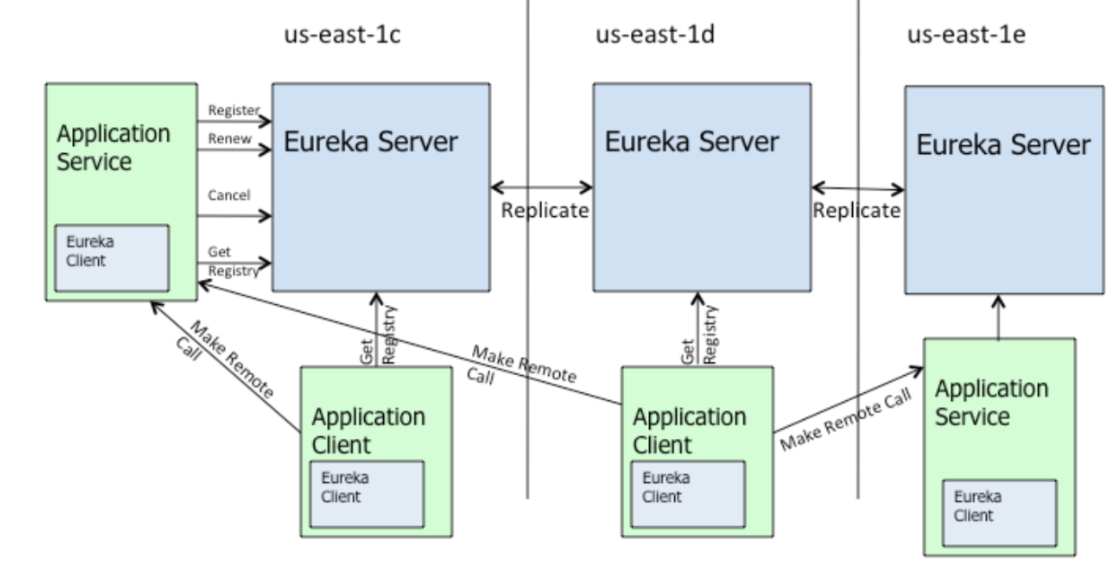 us-east-1c
us-east-1d
us-east-1e
Application
Service
Eureka
Client
Register
Renew
Cancel
Get
Registry
Eureka Server
Replicate
Eureka Server
Replicate
Eureka Server
Make Remote
Call
Get
Registry
Make Remote
Call
Get
Registry
Make Remote Call
Application
Client
Eureka
Client
Application
Client
Eureka
Client
Application
Service
Eureka
Client